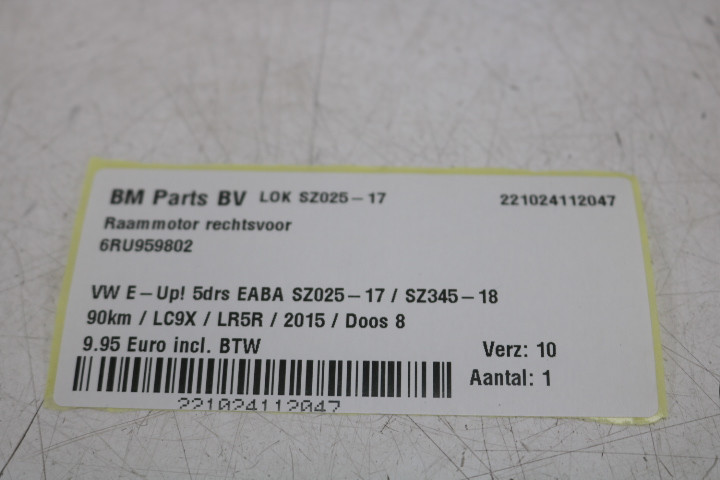 BM Parts BV LOK SZ025-17 221024112047
Raammotor rechtsvoor
6RU959802
VW E-Up! 5drs EABA SZ025-17 / SZ345-18
90km / LC9X / LR5R / 2015 / Doos 8
9.95 Euro incl. BTW Verz: 10
Aantal: 1
221024112047